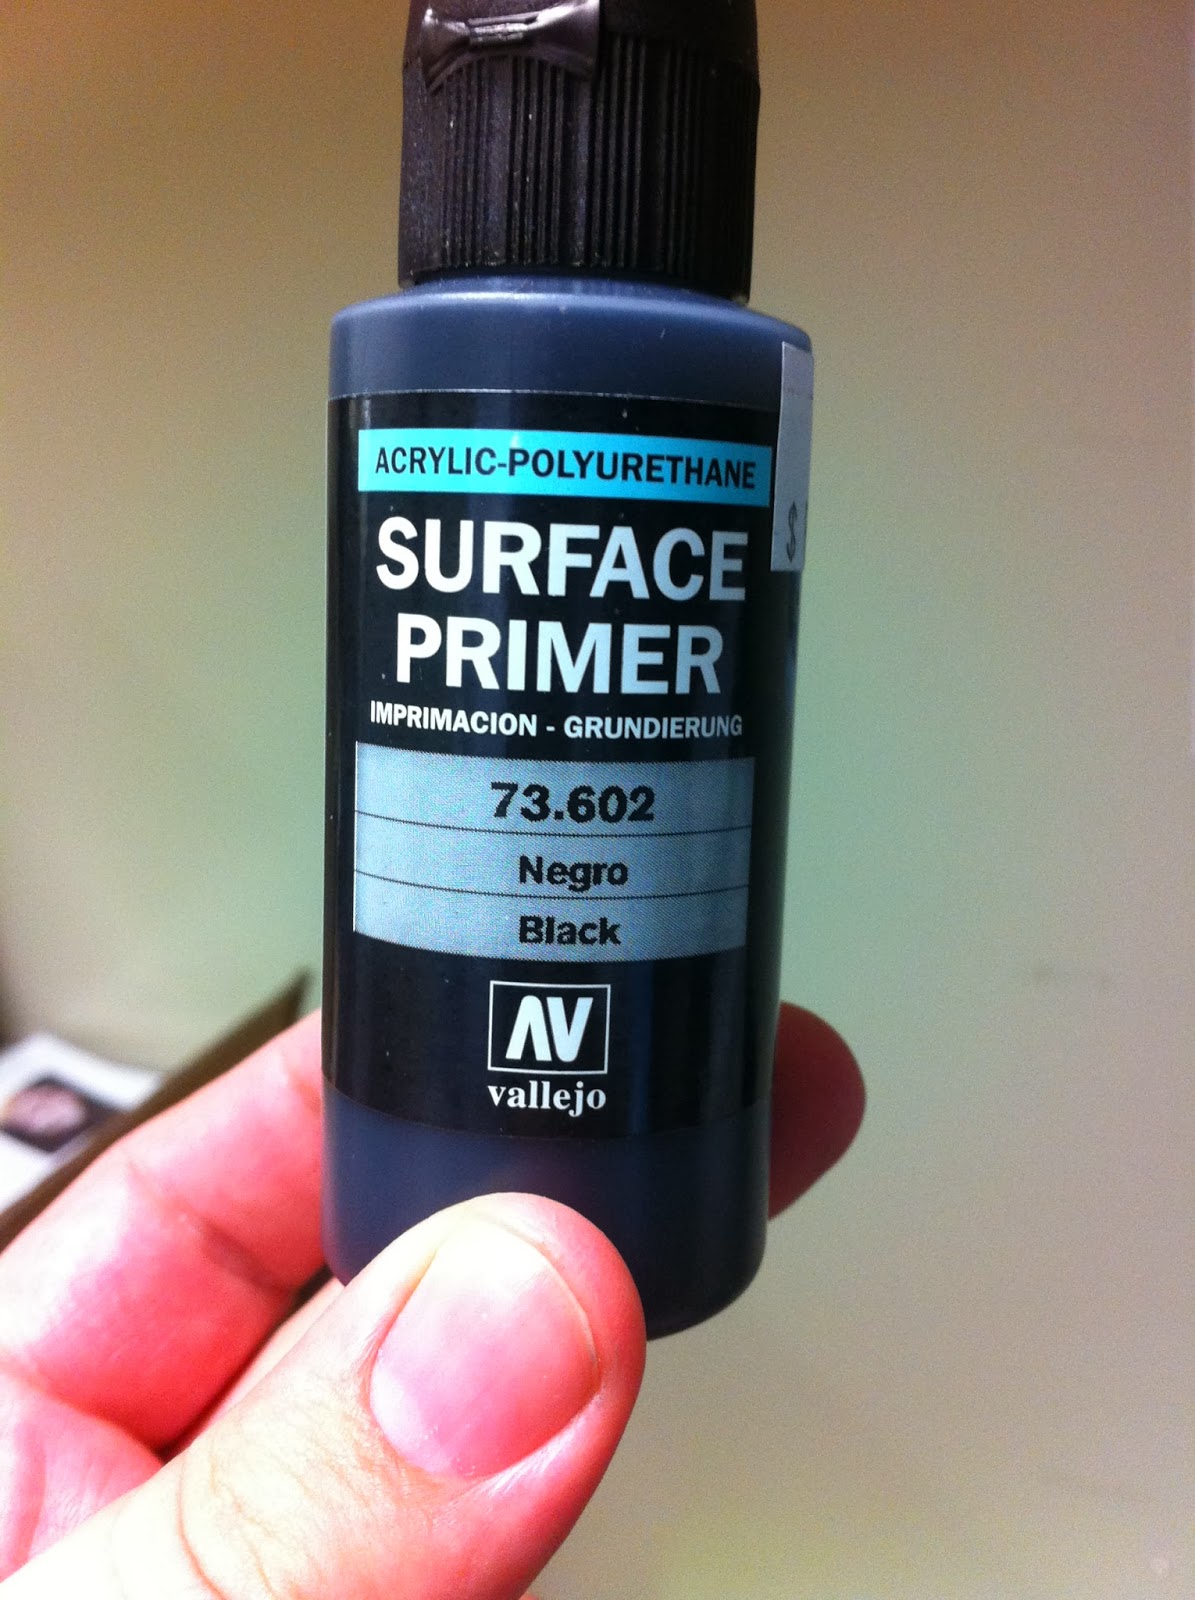 ACRYLIC-POLYURETHANE
$
SURFACE
PRIMER
IMPRIMACION - GRUNDIERUNG
73.602
Negro
Black
AV
vallejo